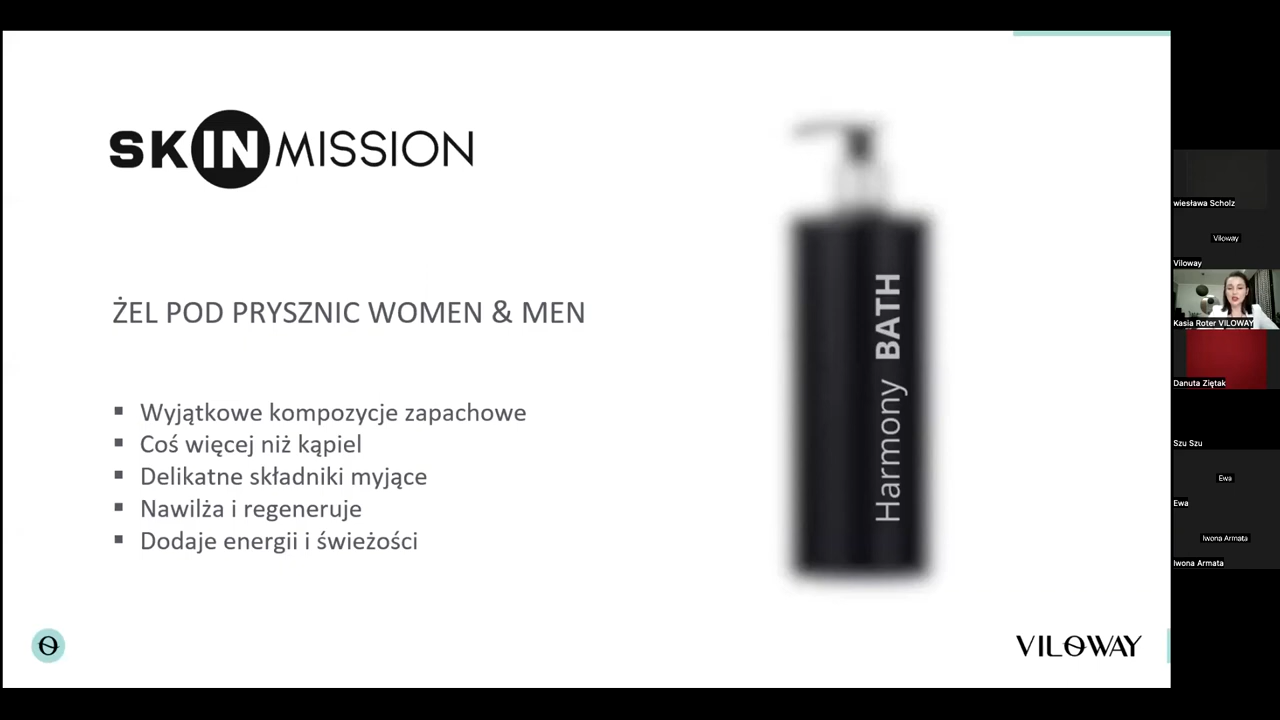 SKINMISSION
ŻEL POD PRYSZNIC WOMEN & MEN
▪ Wyjątkowe kompozycje zapachowe
▪ Coś więcej niż kąpiel
▪ Delikatne składniki myjące
▪ Nawilża i regeneruje
▪ Dodaje energii i świeżości
Harmony BATH
VILOWAY
wiesława Scholz
Viloway
Viloway
Kasia Roter VILOWAY
Danuta Ziętak
Szu Szu
Ewa
Ewa
Iwona Armata
Iwona Armata